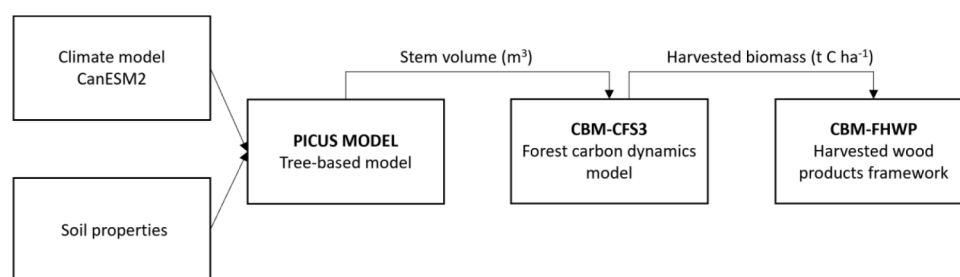 Climate model
CanESM2
Stem volume (m³)
Harvested biomass (t C ha⁻¹)
PICUS MODEL
Tree-based model
CBM-CFS3
Forest carbon dynamics
model
CBM-FHWP
Harvested wood
products framework
Soil properties